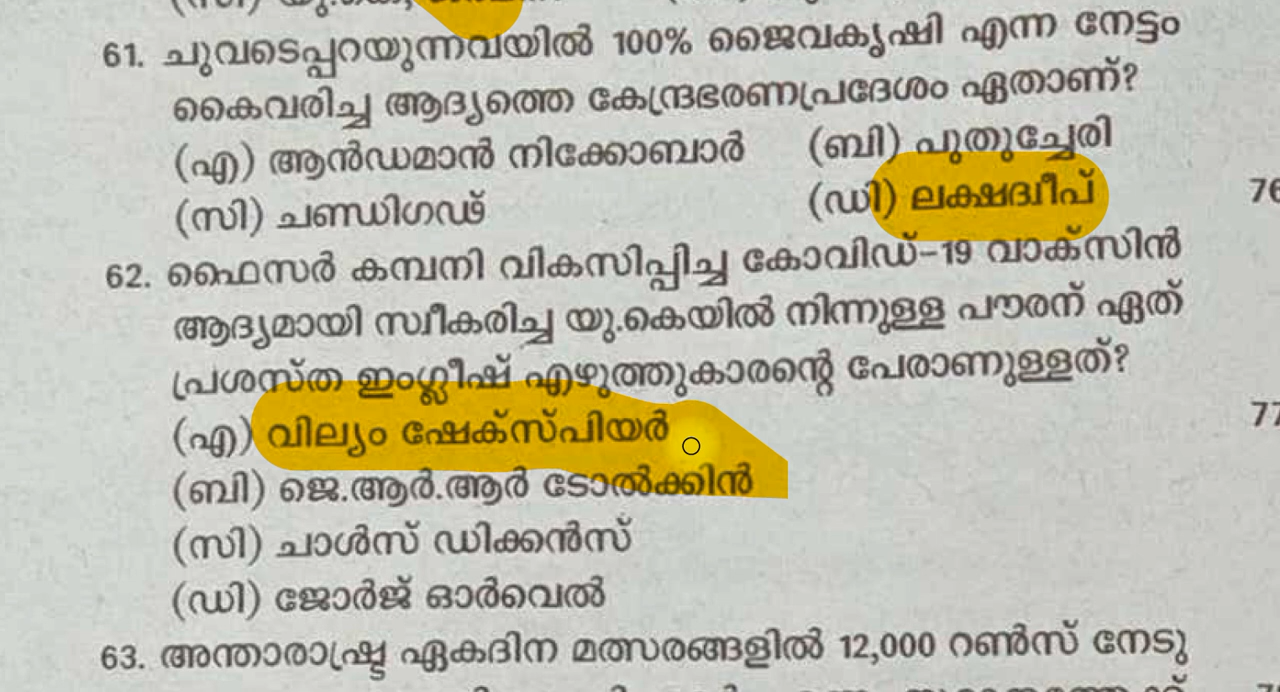 61. ചുവടെപ്പറയുന്നവയിൽ 100% ജൈവകൃഷി എന്ന നേട്ടം
കൈവരിച്ച ആദ്യത്തെ കേന്ദ്രഭരണപ്രദേശം ഏതാണ്?
(എ) ആൻഡമാൻ നിക്കോബാർ (ബി) പുതുച്ചേരി
(സി) ചണ്ഡിഗഢ് (ഡി) ലക്ഷദ്വീപ്
76
62. ഫൈസർ കമ്പനി വികസിപ്പിച്ച കോവിഡ്-19 വാക്സിൻ
ആദ്യമായി സ്വീകരിച്ച യു.കെയിൽ നിന്നുള്ള പൗരന് ഏത്
പ്രശസ്ത ഇംഗ്ലീഷ് എഴുത്തുകാരന്റെ പേരാണുള്ളത്?
77
(എ) വില്യം ഷേക്സ്പിയർ
(ബി) ജെ.ആർ.ആർ ടോൽക്കിൻ
(സി) ചാൾസ് ഡിക്കൻസ്
(ഡി) ജോർജ് ഓർവെൽ
63. അന്താരാഷ്ട്ര ഏകദിന മത്സരങ്ങളിൽ 12,000 റൺസ് നേടു